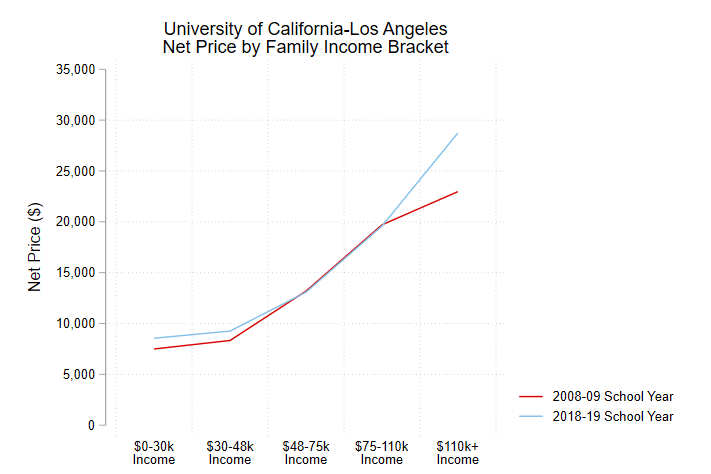 University of California-Los Angeles
Net Price by Family Income Bracket
35,000
30,000
25,000
20,000
15,000
10,000
5,000
0
Net Price ($)
$0-30k
Income
$30-48k
Income
$48-75k
Income
$75-110k
Income
$110k+
Income
2008-09 School Year
2018-19 School Year